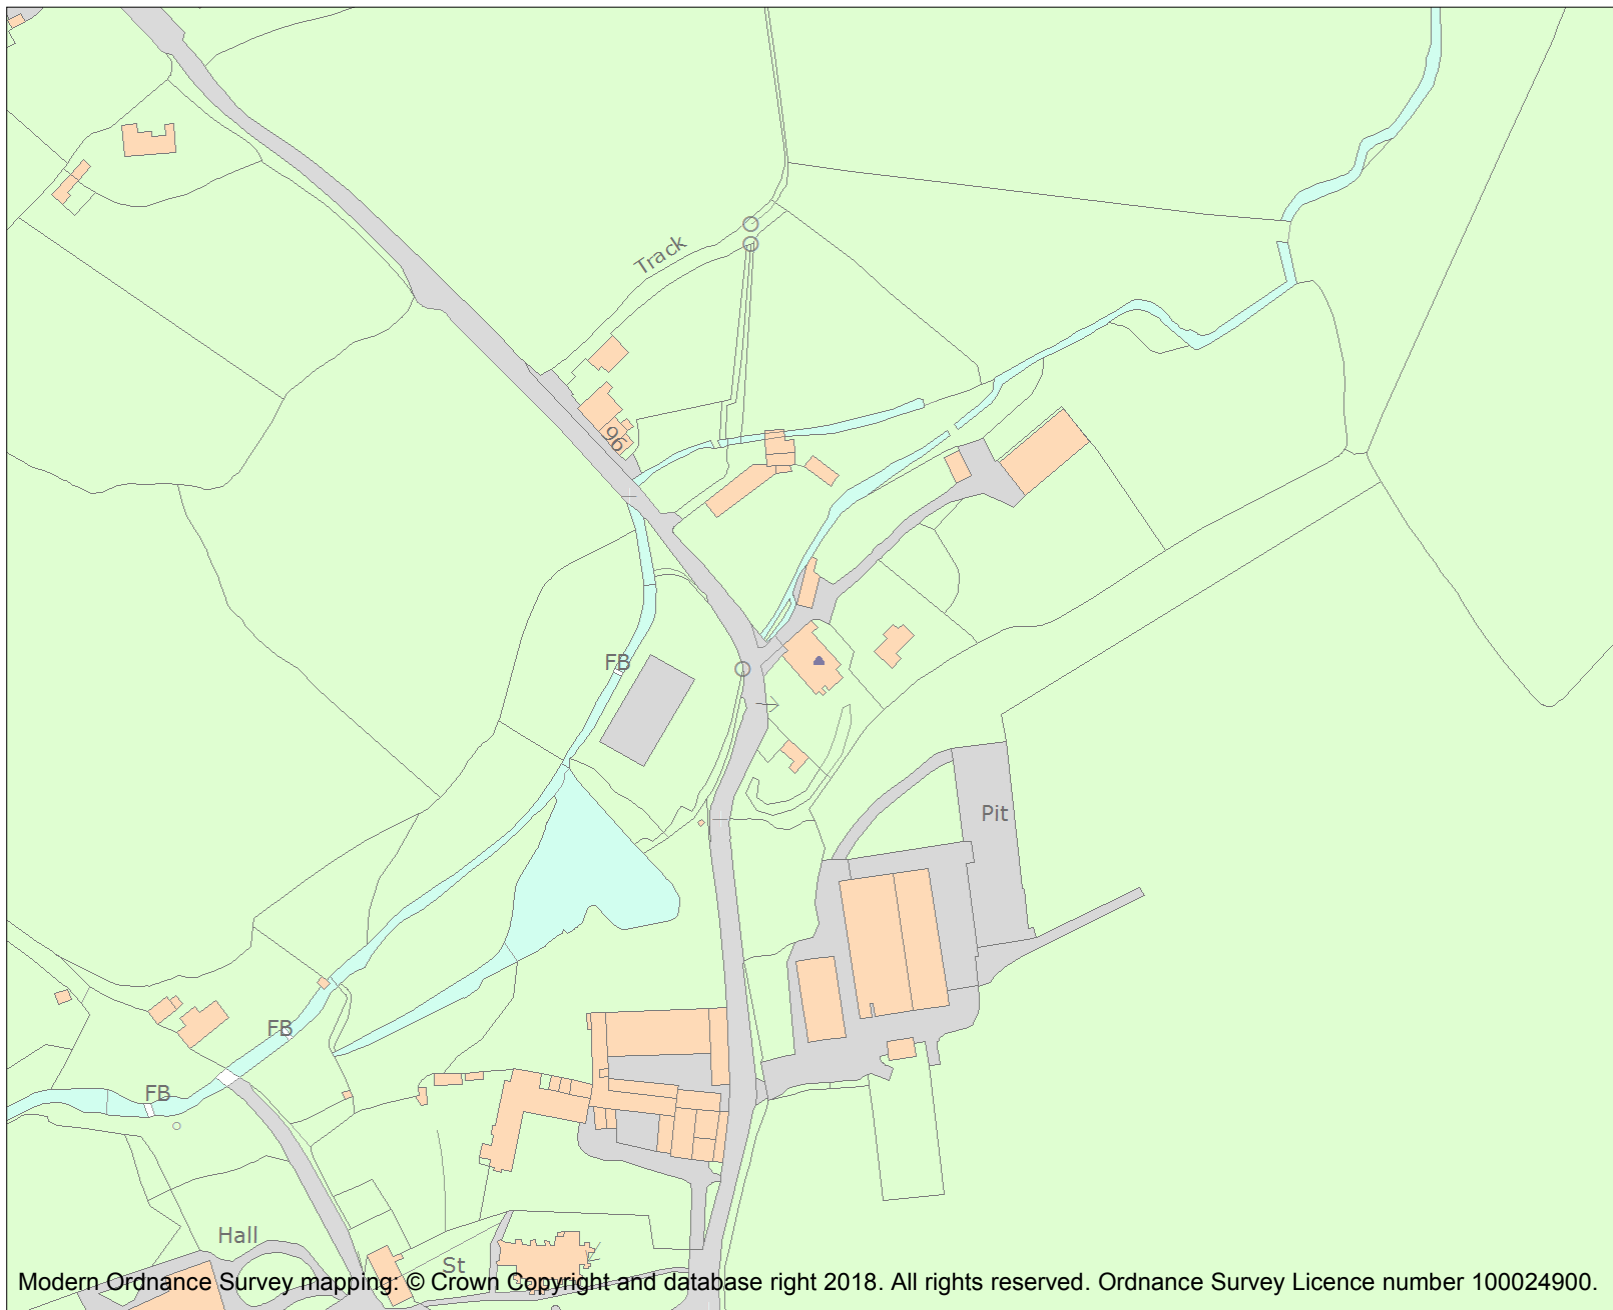 Track
96
FB
Pit
FB
FB
Hall
St
Modern Ordnance Survey mapping: © Crown Copyright and database right 2018. All rights reserved. Ordnance Survey Licence number 100024900.